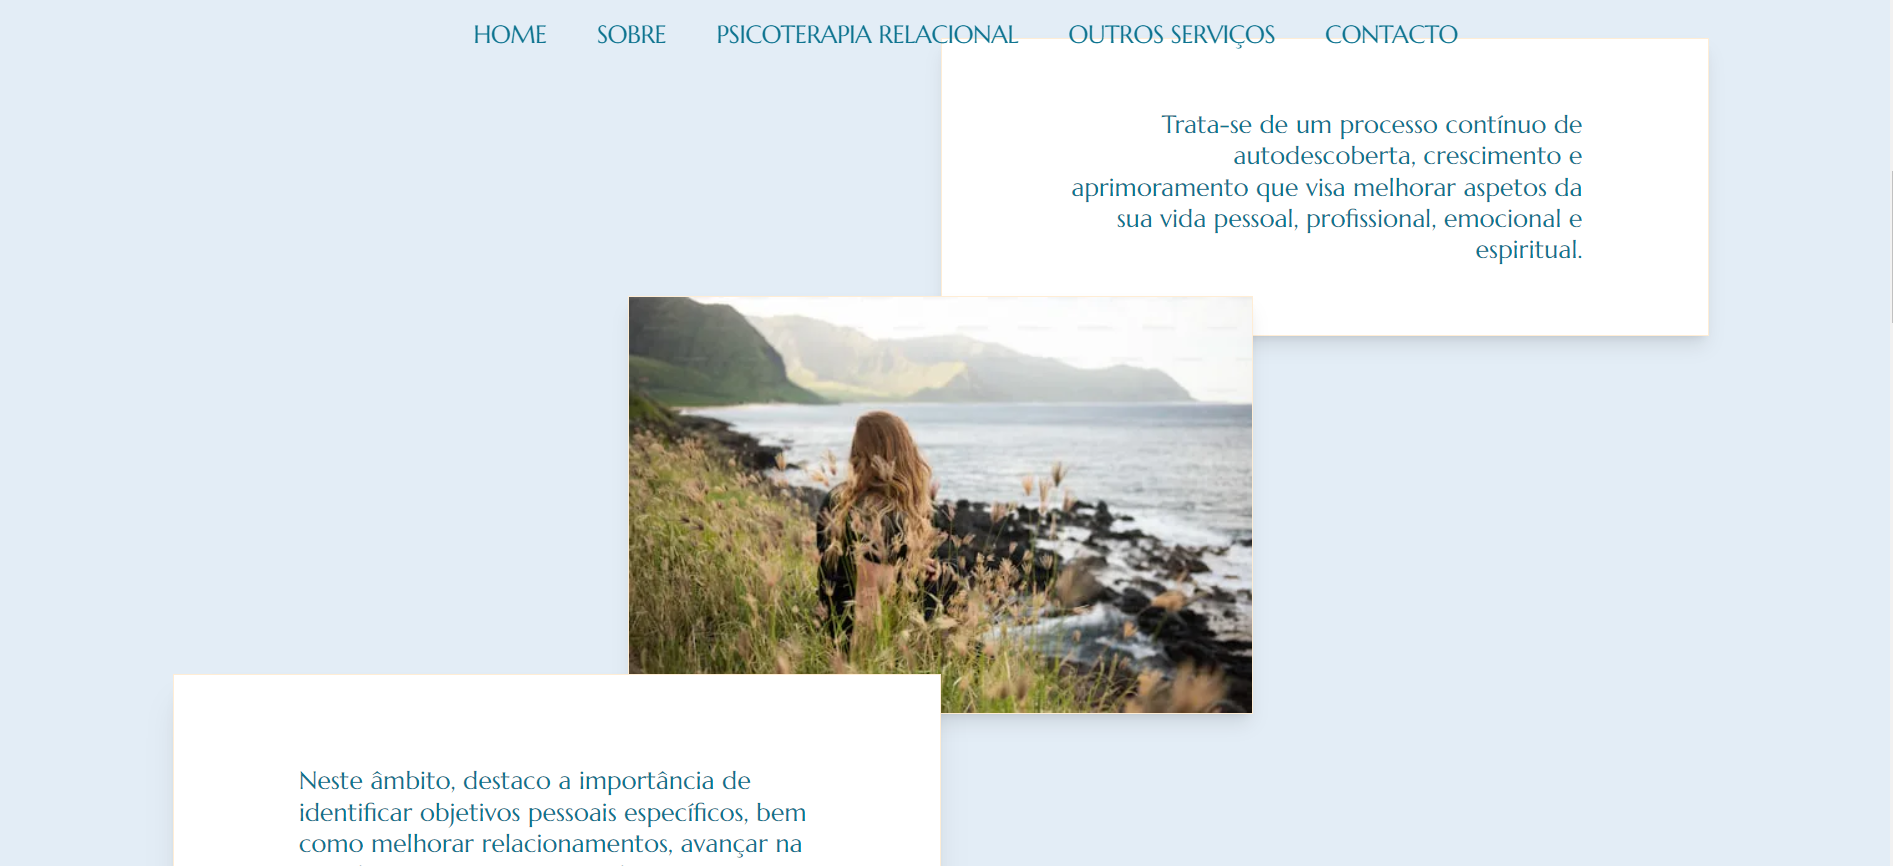 HOME SOBRE PSICOTERAPIA RELACIONAL OUTROS SERVIÇOS CONTACTO
Trata-se de um processo contínuo de
autodescoberta, crescimento e
aprimoramento que visa melhorar aspetos da
sua vida pessoal, profissional, emocional e
espiritual.
Neste âmbito, destaco a importância de
identificar objetivos pessoais específicos, bem
como melhorar relacionamentos, avançar na